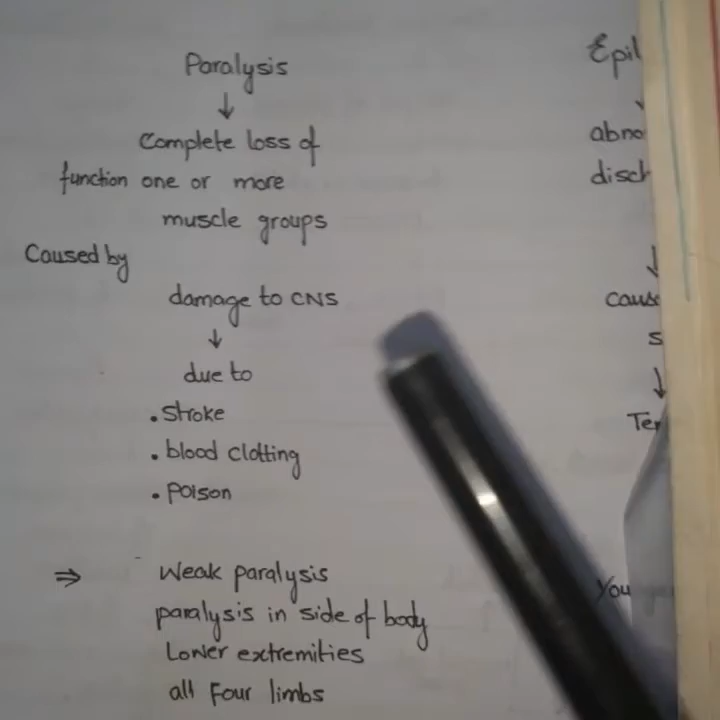 Paralysis
↓
Complete loss of
function one or more
muscle groups
Caused by
damage to CNS
↓
due to
• Stroke
• blood clotting
• Poison
⇒ Weak paralysis
paralysis in side of body
Lower extremities
all Four limbs
Epil
abno
disch
↓
cause
s
↓
Ter
You